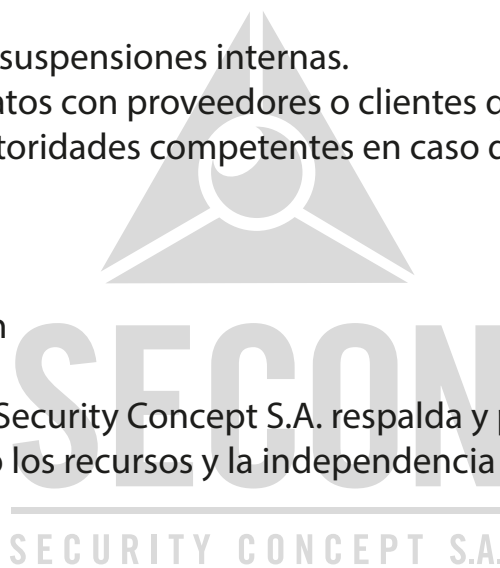 suspensiones internas.
atos con proveedores o clientes
toridades competentes en caso
Security Concept S.A. respalda y
los recursos y la independencia
SECON
SECURITY CONCEPT S.A.